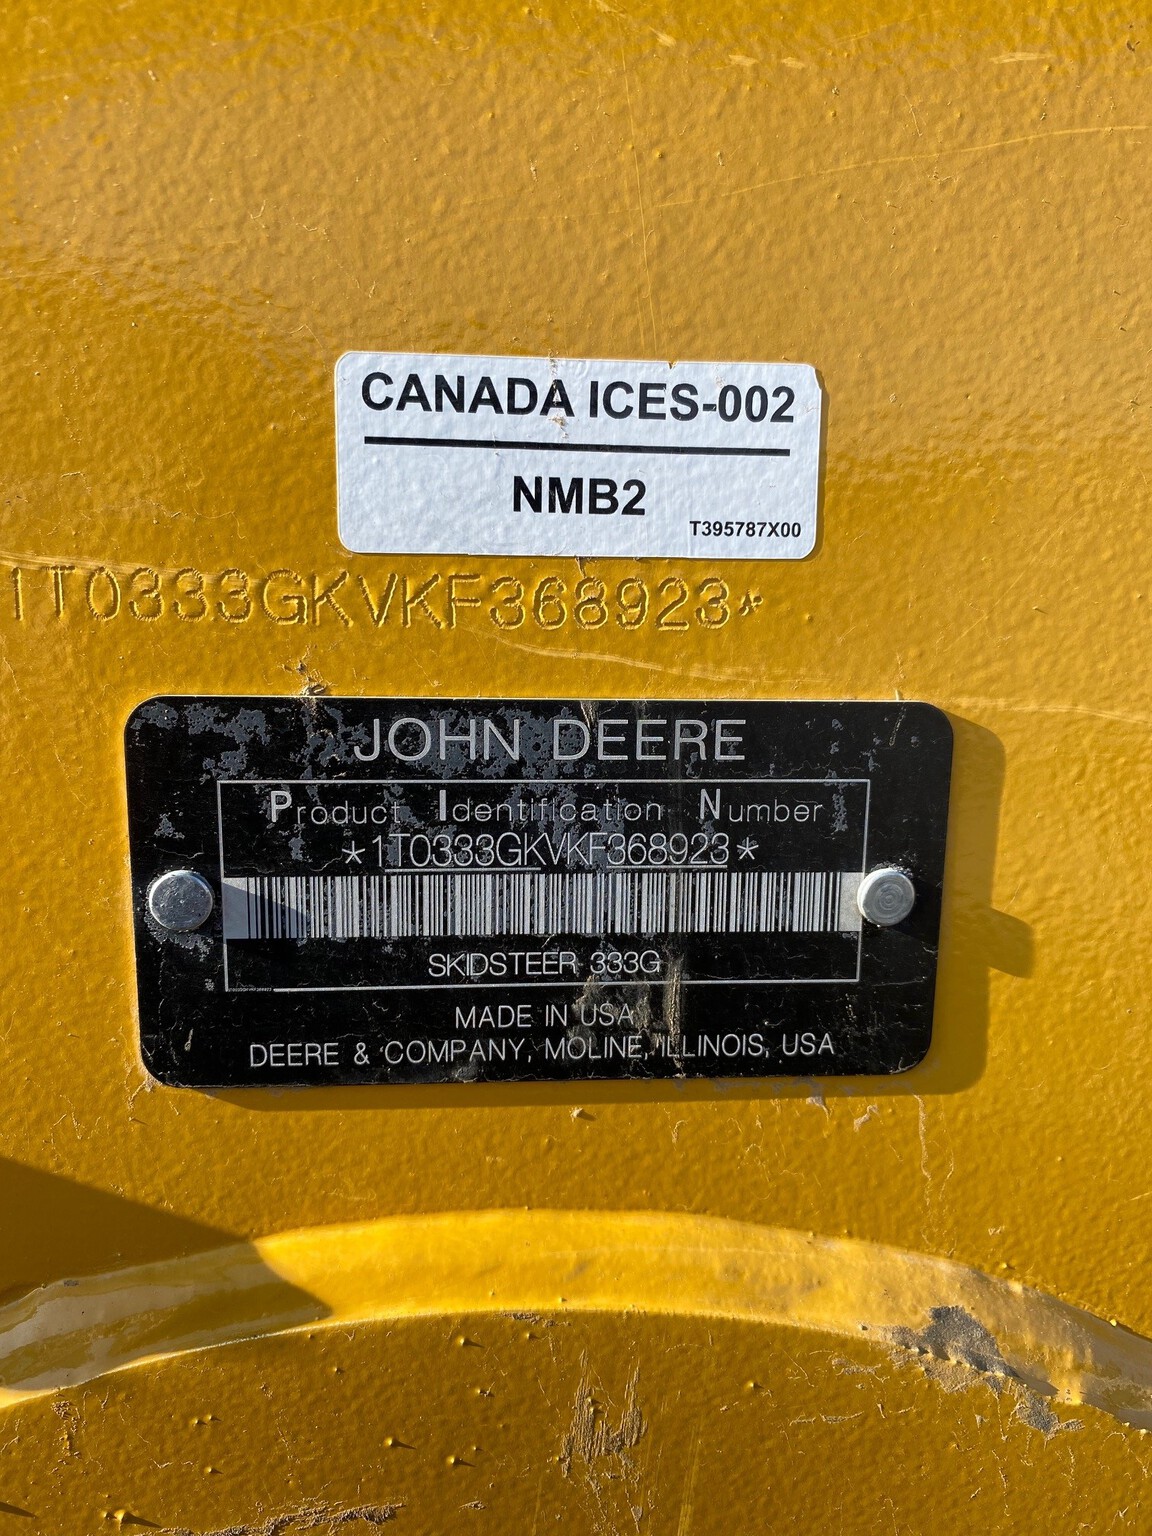 CANADA ICES-002
NMB2
T395787X00
1T0333GKVKF368923*
JOHN DEERE
Product Identification Number
*1T0333GKVKF368923*
SKIDSTEER 333G
MADE IN USA
DEERE & COMPANY, MOLINE, ILLINOIS, USA